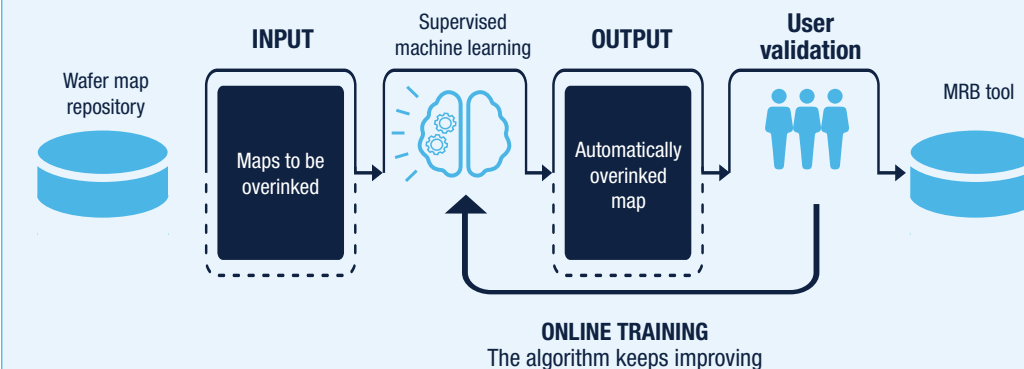 Wafer map
repository
INPUT
Maps to be
overinked
Supervised
machine learning
OUTPUT
Automatically
overinked
map
User
validation
MRB tool
ONLINE TRAINING
The algorithm keeps improving